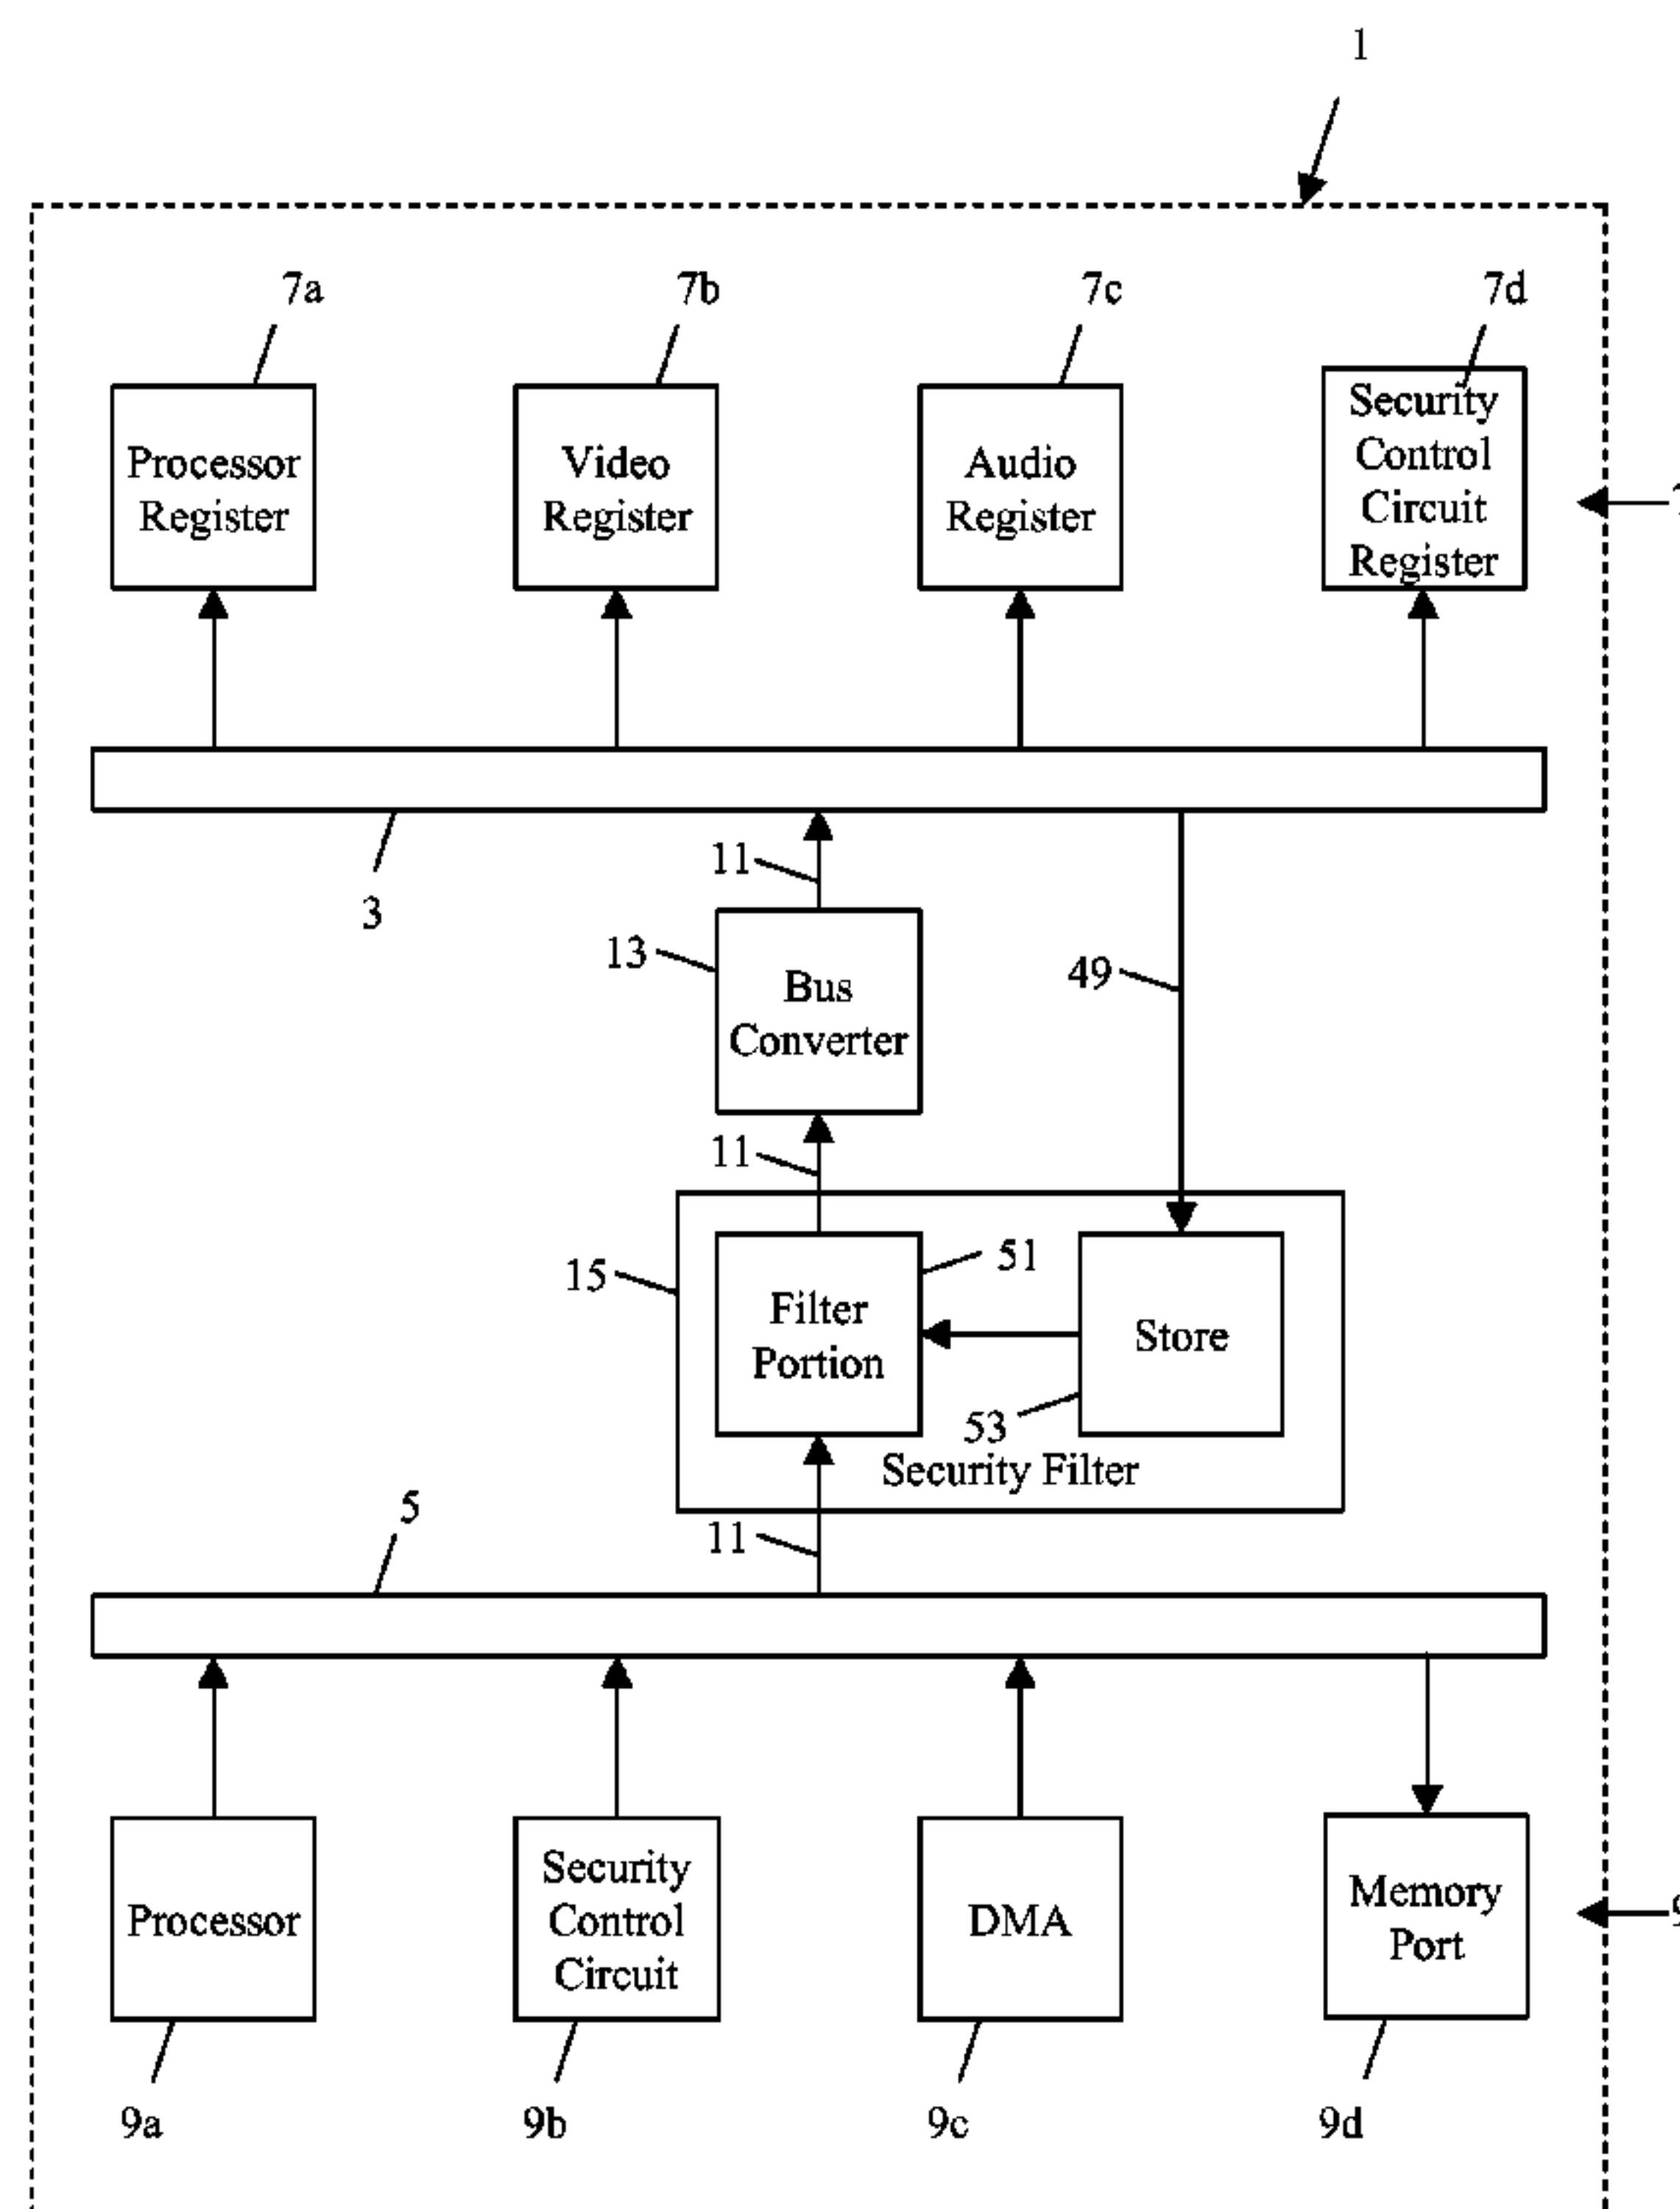 1
7a
7b
7c
7d
Processor
Register
Video
Register
Audio
Register
Security
Control
Circuit
Register
3
11
13
Bus
Converter
49
11
15
Filter
Portion
51
Store
53
Security Filter
5
11
Processor
Security
Control
Circuit
DMA
Memory
Port
9a
9b
9c
9d